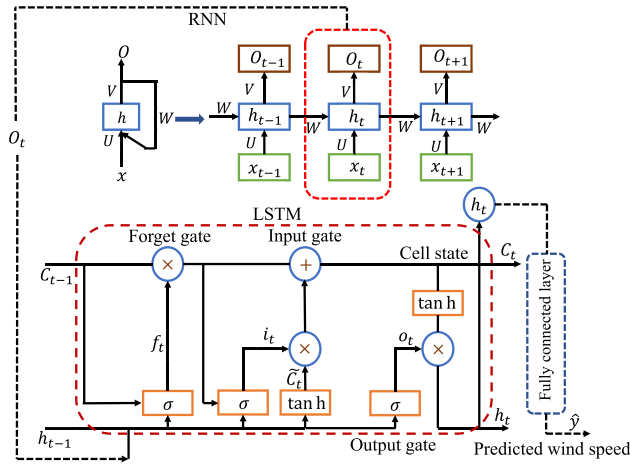 RNN
O
V
h
W
U
x
O_t
O_{t-1} O_t O_{t+1}
V V V
W h_{t-1} W h_t W h_{t+1} W
U U U
x_{t-1} x_t x_{t+1}
LSTM
h_t
Forget gate Input gate
Cell state
C_{t-1} × + C_t
tan h
f_t i_t × o_t ×
C̃_t
σ σ tan h σ
h_{t-1} h_t
Output gate
Fully connected layer
ŷ
Predicted wind speed